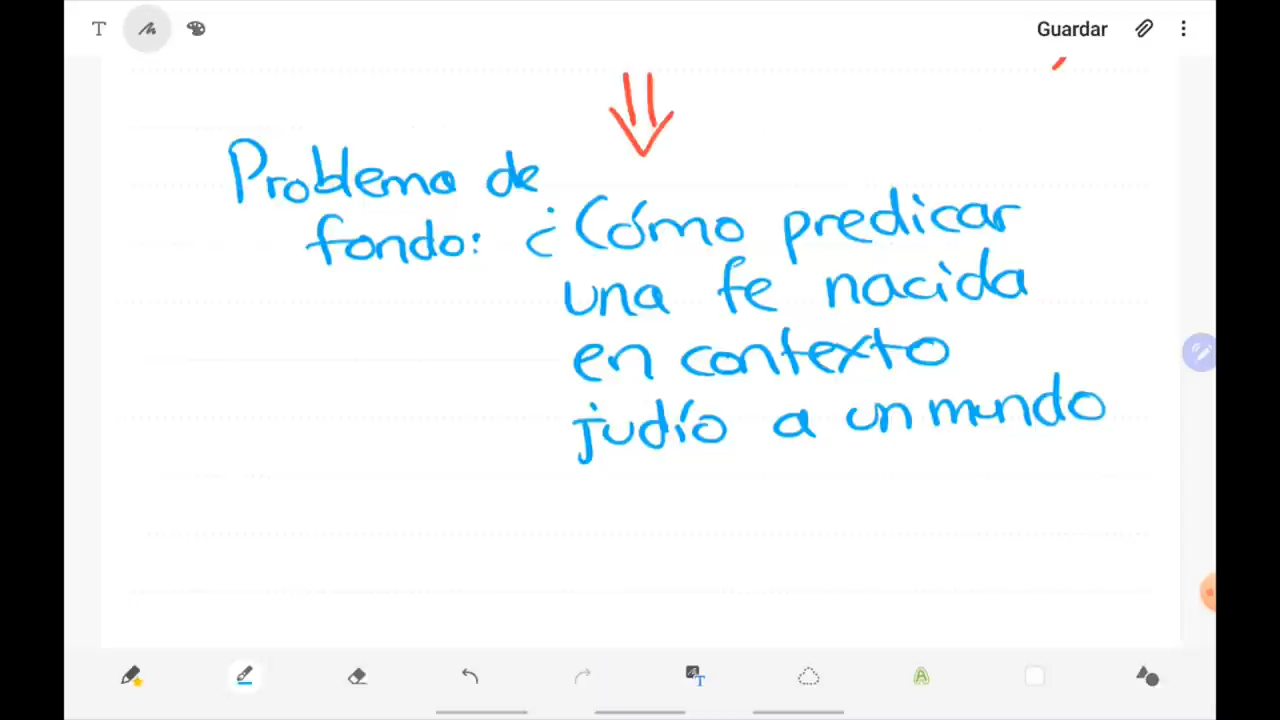 Guardar
Problema de
fondo: ¿Cómo predicar
una fe nacida
en contexto
judío a un mundo